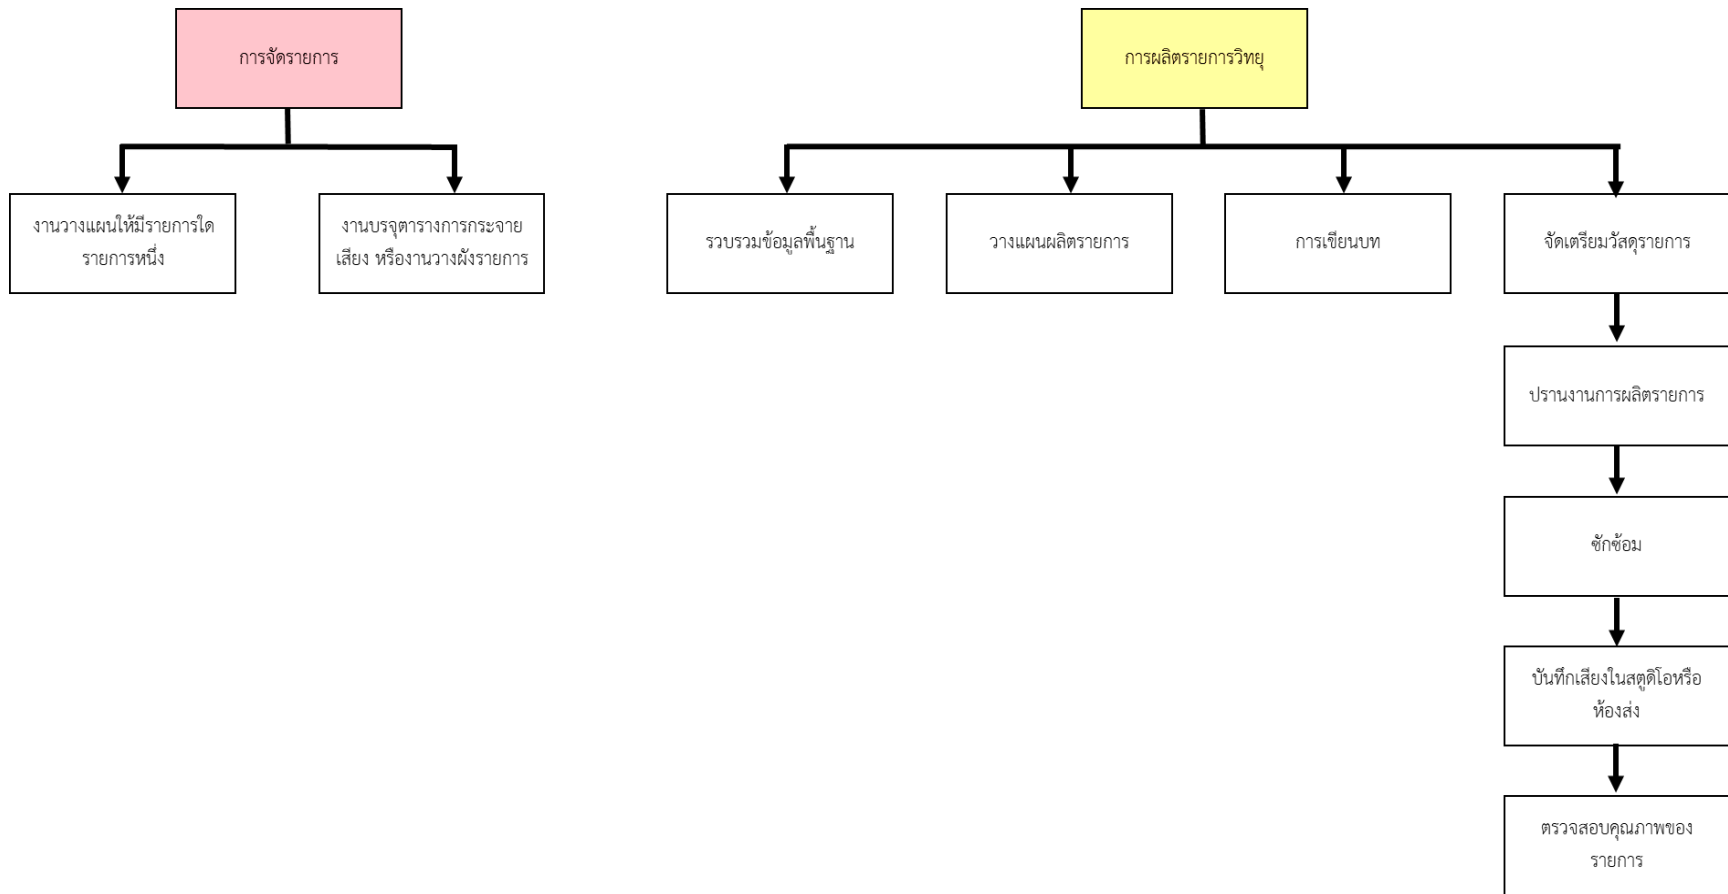 การจัดรายการ
การผลิตรายการวิทยุ
งานวางแผนให้มีรายการใด
รายการหนึ่ง
งานบรรจุตารางการกระจาย
เสียง หรืองานวางผังรายการ
รวบรวมข้อมูลพื้นฐาน
วางแผนผลิตรายการ
การเขียนบท
จัดเตรียมวัสดุรายการ
ปรานงานการผลิตรายการ
ซักซ้อม
บันทึกเสียงในสตูดิโอหรือ
ห้องส่ง
ตรวจสอบคุณภาพของ
รายการ